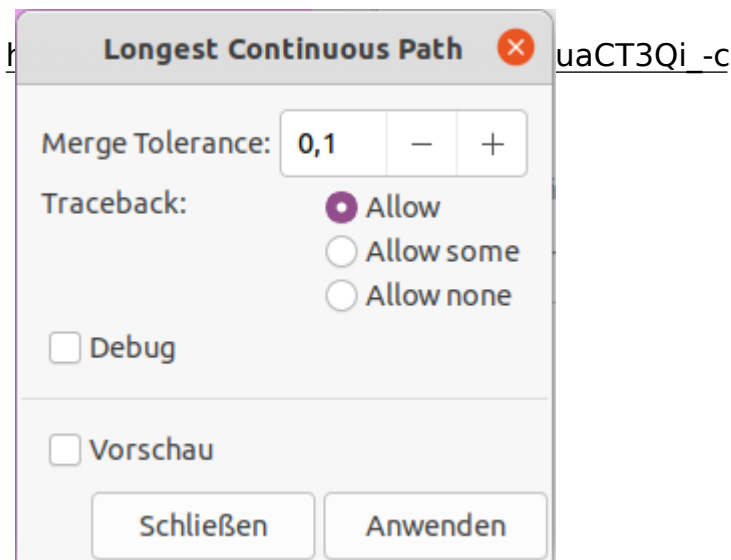 Longest Continuous Path
uaCT3Qi_-c
Merge Tolerance: 0,1 − +
Traceback: Allow
Allow some
Allow none
Debug
Vorschau
Schließen Anwenden